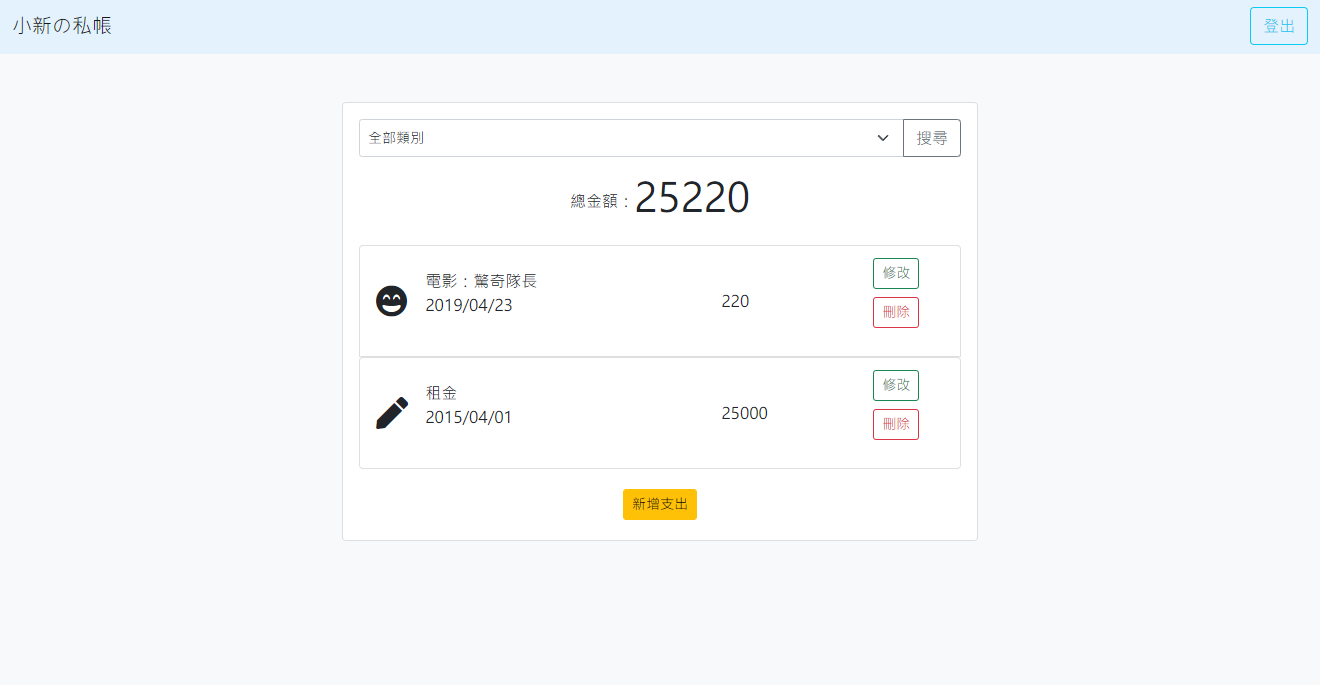 小新の私帳
登出
全部類別
搜尋
總金額：25220
電影：驚奇隊長
2019/04/23
220
修改
刪除
租金
2015/04/01
25000
修改
刪除
新增支出